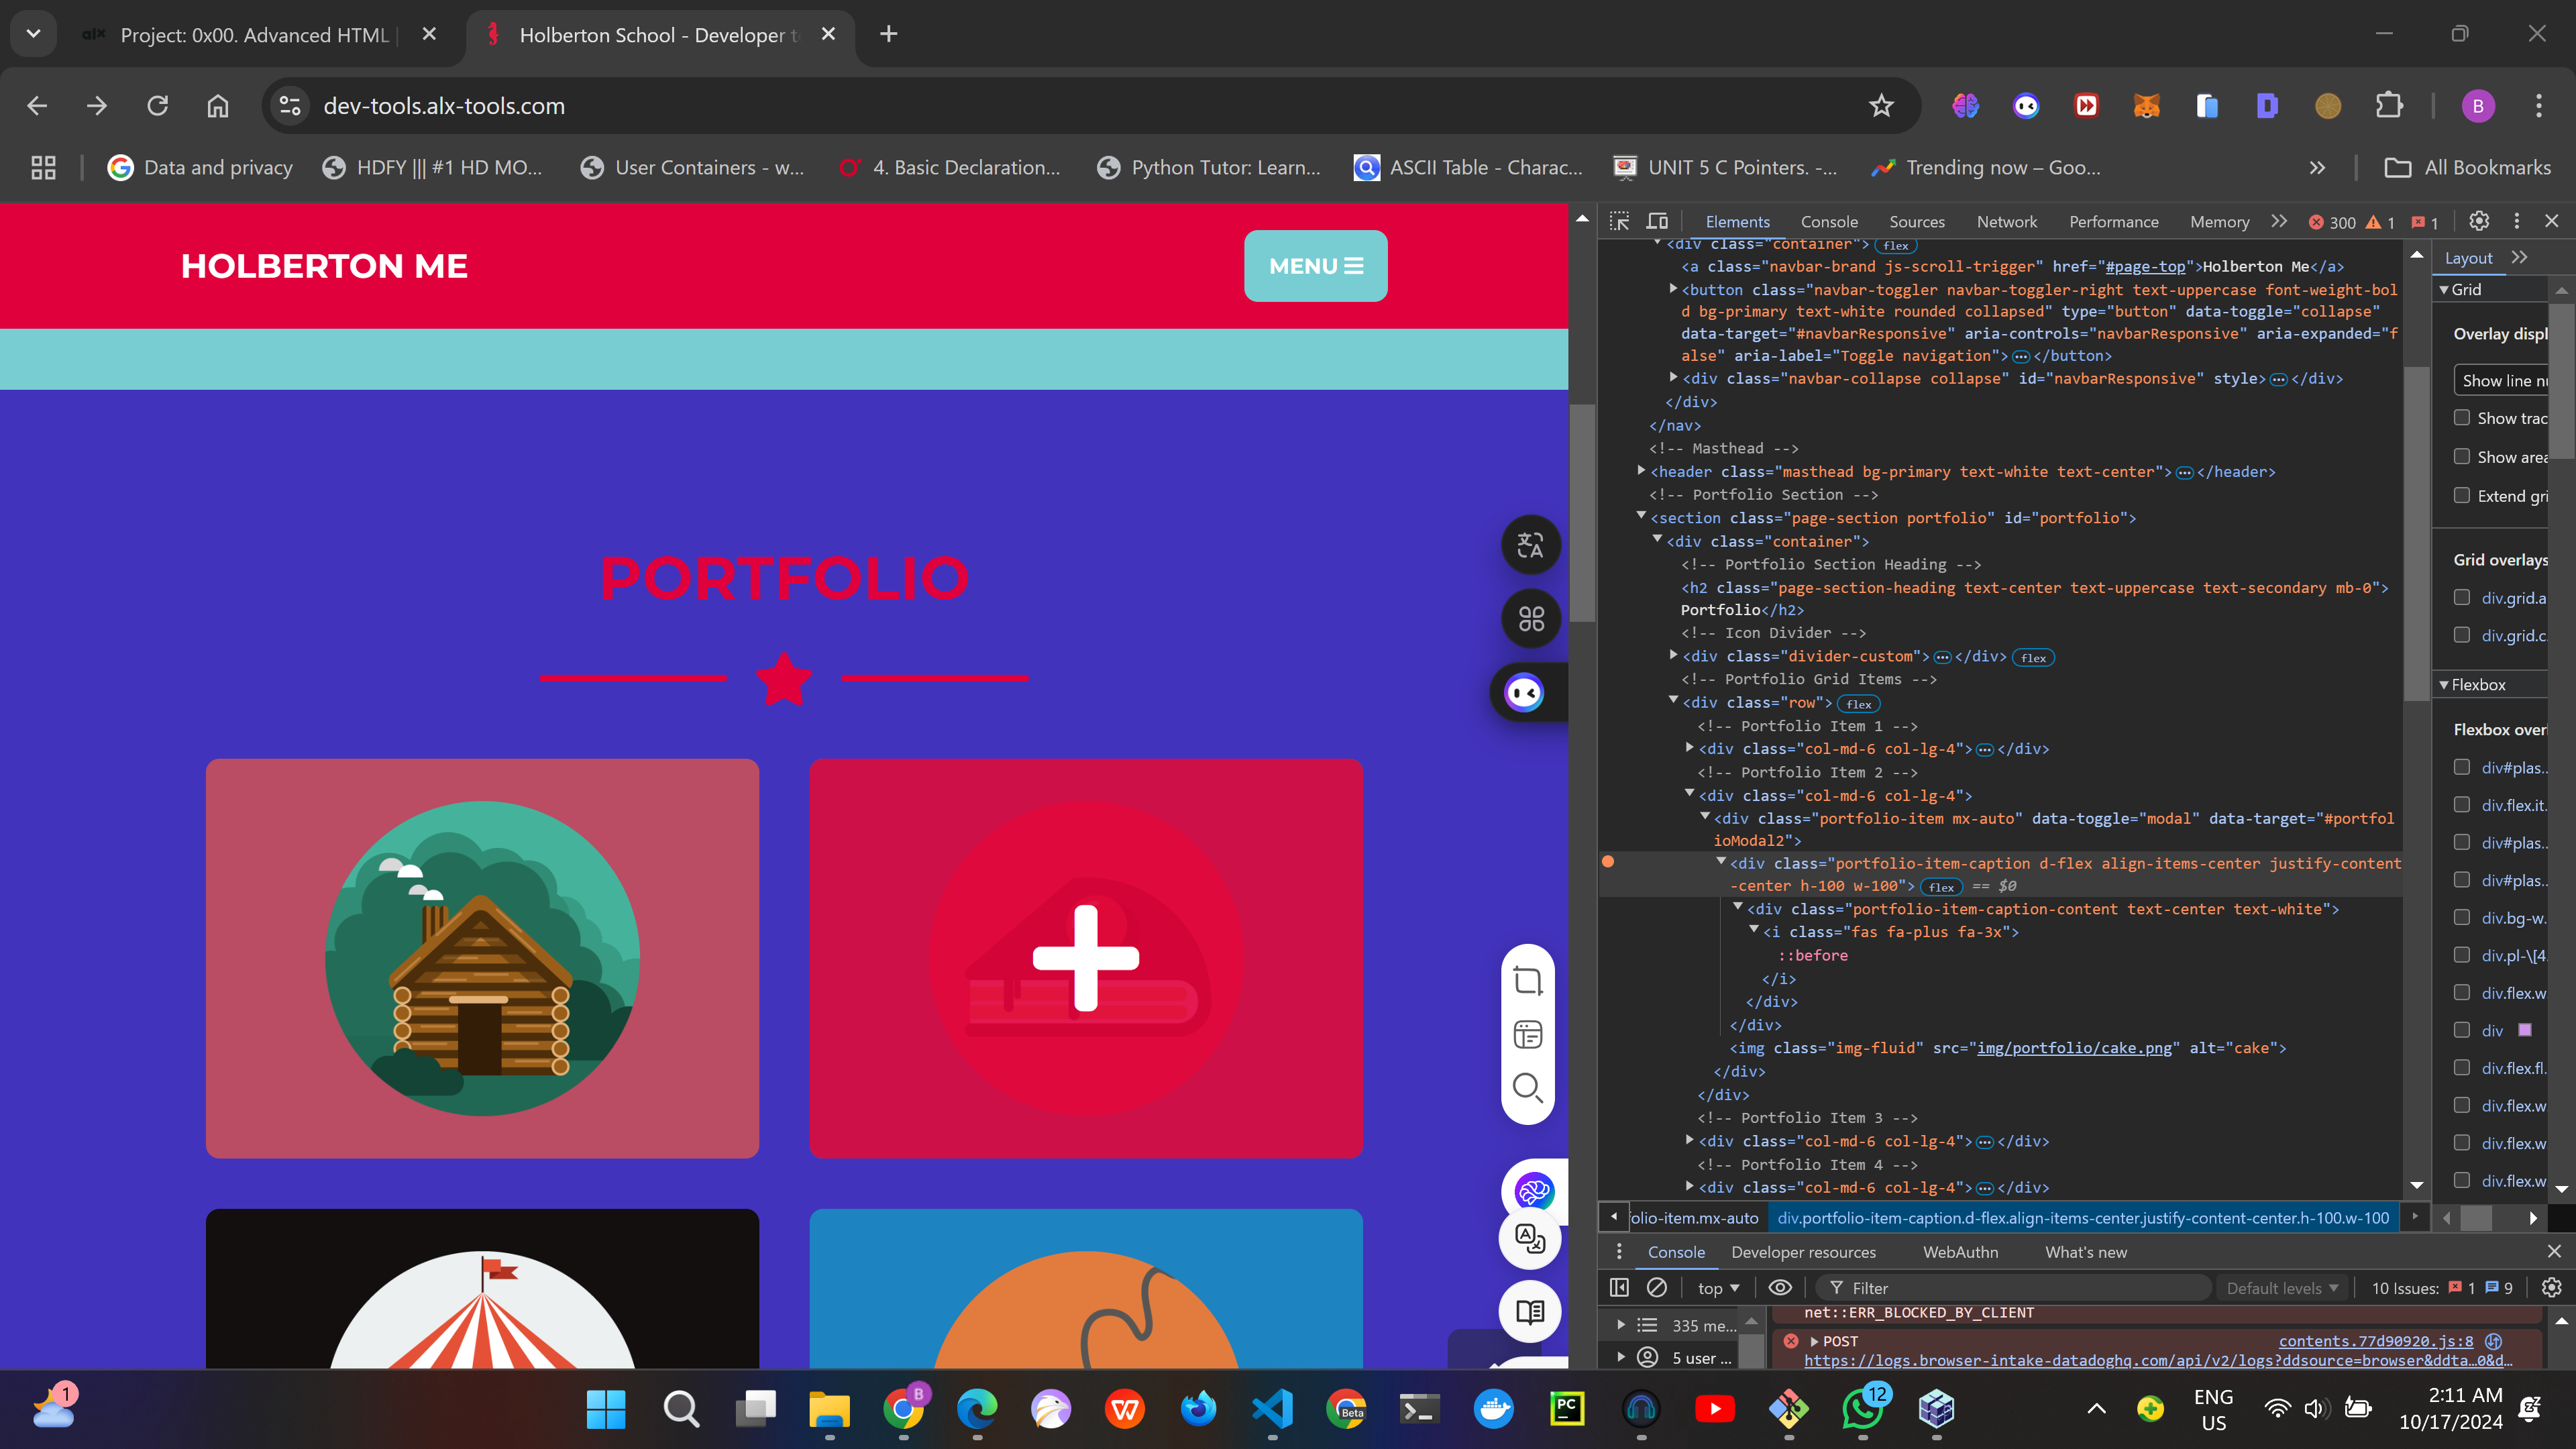 Project: 0x00. Advanced HTML
Holberton School - Developer t
dev-tools.alx-tools.com
B
Data and privacy
HDFY ||| #1 HD MO...
User Containers - w...
4. Basic Declaration...
Python Tutor: Learn...
ASCII Table - Charac...
UNIT 5 C Pointers. -...
Trending now – Goo...
All Bookmarks
HOLBERTON ME
MENU
PORTFOLIO
Elements
Console
Sources
Network
Performance
Memory
300
1
1
<div class="container"> flex
<a class="navbar-brand js-scroll-trigger" href="#page-top">Holberton Me</a>
<button class="navbar-toggler navbar-toggler-right text-uppercase font-weight-bol
d bg-primary text-white rounded collapsed" type="button" data-toggle="collapse"
data-target="#navbarResponsive" aria-controls="navbarResponsive" aria-expanded="f
alse" aria-label="Toggle navigation">…</button>
<div class="navbar-collapse collapse" id="navbarResponsive" style>…</div>
</div>
</nav>
<!-- Masthead -->
<header class="masthead bg-primary text-white text-center">…</header>
<!-- Portfolio Section -->
<section class="page-section portfolio" id="portfolio">
<div class="container">
<!-- Portfolio Section Heading -->
<h2 class="page-section-heading text-center text-uppercase text-secondary mb-0">
Portfolio</h2>
<!-- Icon Divider -->
<div class="divider-custom">…</div> flex
<!-- Portfolio Grid Items -->
<div class="row"> flex
<!-- Portfolio Item 1 -->
<div class="col-md-6 col-lg-4">…</div>
<!-- Portfolio Item 2 -->
<div class="col-md-6 col-lg-4">
<div class="portfolio-item mx-auto" data-toggle="modal" data-target="#portfol
ioModal2">
<div class="portfolio-item-caption d-flex align-items-center justify-content
-center h-100 w-100"> flex == $0
<div class="portfolio-item-caption-content text-center text-white">
<i class="fas fa-plus fa-3x">
::before
</i>
</div>
</div>
<img class="img-fluid" src="img/portfolio/cake.png" alt="cake">
</div>
</div>
<!-- Portfolio Item 3 -->
<div class="col-md-6 col-lg-4">…</div>
<!-- Portfolio Item 4 -->
<div class="col-md-6 col-lg-4">…</div>
folio-item.mx-auto
div.portfolio-item-caption.d-flex.align-items-center.justify-content-center.h-100.w-100
Layout
Grid
Overlay displ
Show line n
Show trac
Show area
Extend gri
Grid overlays
div.grid.a
div.grid.c
Flexbox
Flexbox over
div#plas..
div.flex.it.
div#plas..
div#plas..
div.bg-w.
div.pl-\[4.
div.flex.w
div
div.flex.fl.
div.flex.w
div.flex.w
div.flex.w
Console
Developer resources
WebAuthn
What's new
top
Filter
Default levels
10 Issues:
1
9
335 me...
5 user ...
net::ERR_BLOCKED_BY_CLIENT
POST
contents.77d90920.js:8
https://logs.browser-intake-datadoghq.com/api/v2/logs?ddsource=browser&ddta…0&d…
1
B
Beta
PC
12
ENG
US
2:11 AM
10/17/2024